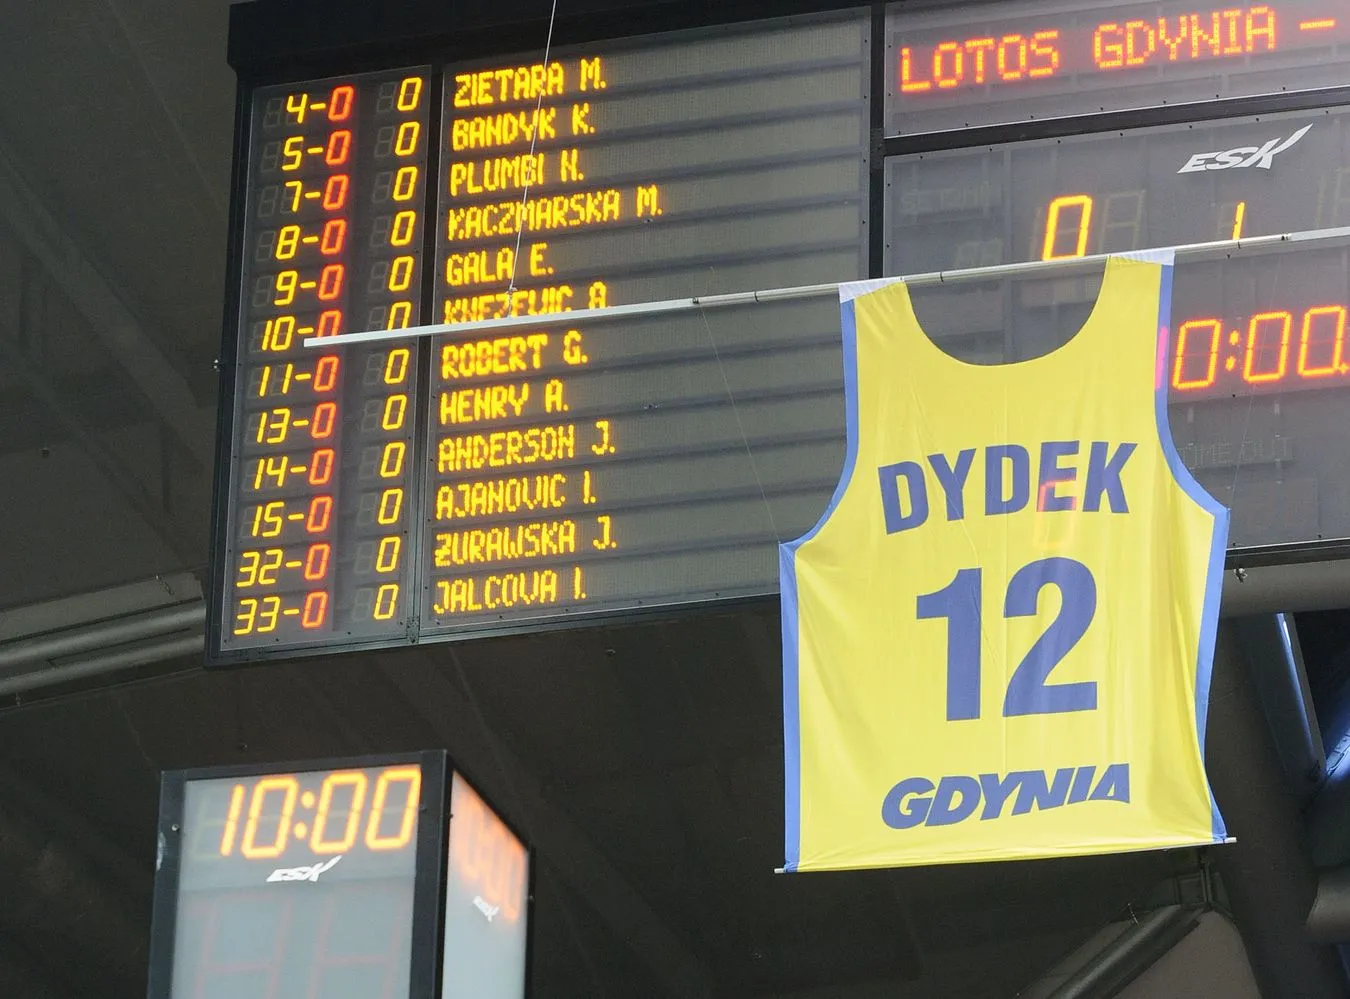 4-0 0 ZIETARA M.
5-0 0 BANDYK K.
7-0 0 PLUMBI N.
8-0 0 KACZMARSKA M.
9-0 0 GALA E.
10-0 0 KNEZEVIC A
11-0 0 ROBERT G.
13-0 0 HENRY A.
14-0 0 ANDERSON J.
15-0 0 AJANOVIC I.
32-0 0 ŻURAWSKA J.
33-0 0 JALCOVA I.
LOTOS GDYNIA -
ESK
0 1
10:00
DYDEK
12
GDYNIA
10:00
ESK